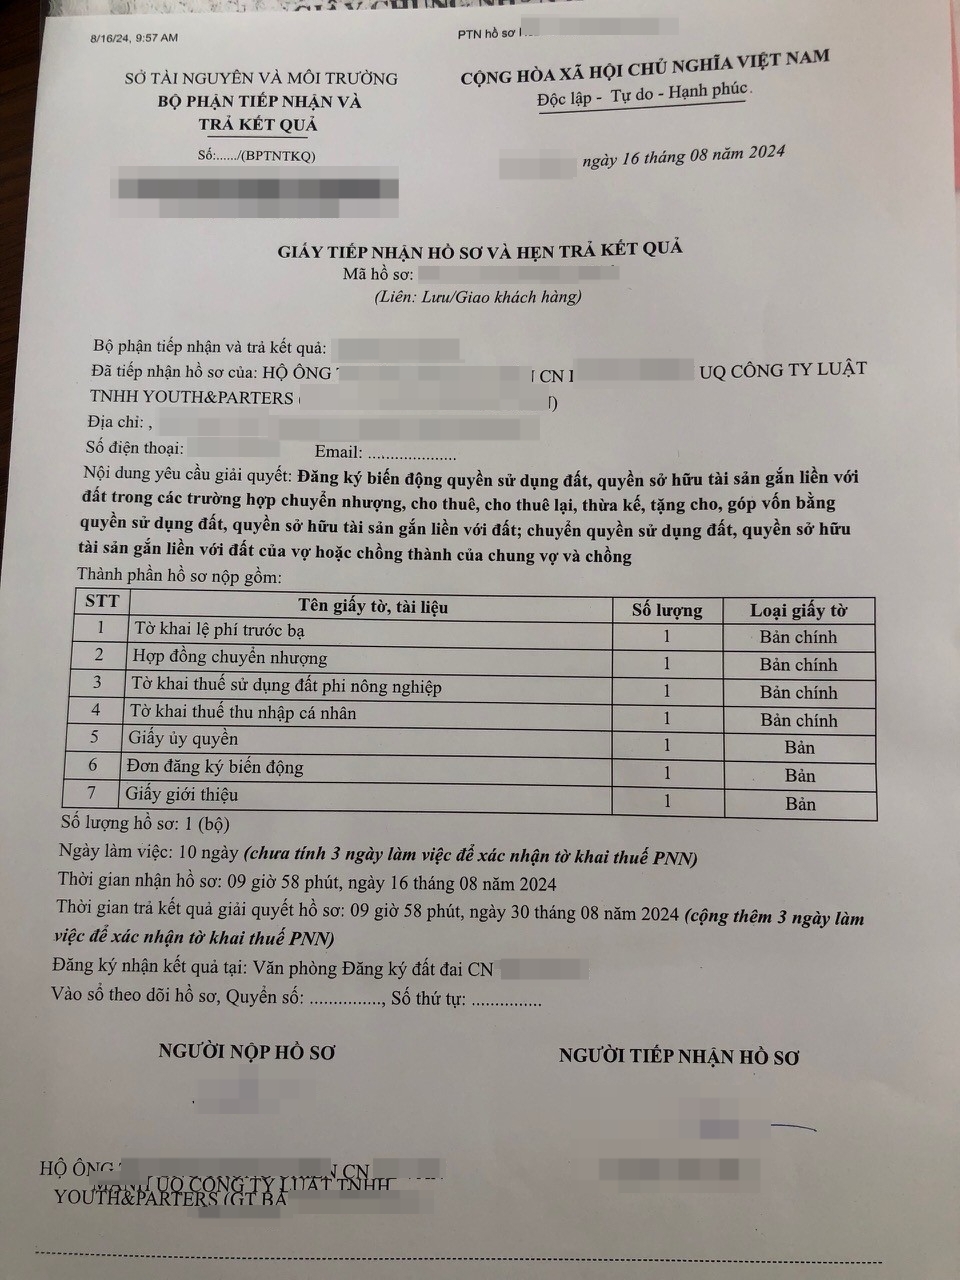 8/16/24, 9:57 AM
PTN hồ sơ
SỞ TÀI NGUYÊN VÀ MÔI TRƯỜNG
BỘ PHẬN TIẾP NHẬN VÀ
TRẢ KẾT QUẢ
Số:....../(BPTNTKQ)
CỘNG HÒA XÃ HỘI CHỦ NGHĨA VIỆT NAM
Độc lập - Tự do - Hạnh phúc.
ngày 16 tháng 08 năm 2024
GIẤY TIẾP NHẬN HỒ SƠ VÀ HẸN TRẢ KẾT QUẢ
Mã hồ sơ:
(Liên: Lưu/Giao khách hàng)
Bộ phận tiếp nhận và trả kết quả:
Đã tiếp nhận hồ sơ của: HỘ ÔNG CN UQ CÔNG TY LUẬT
TNHH YOUTH&PARTERS
Địa chỉ: ,
Số điện thoại: Email: ....................
Nội dung yêu cầu giải quyết: Đăng ký biến động quyền sử dụng đất, quyền sở hữu tài sản gắn liền với
đất trong các trường hợp chuyển nhượng, cho thuê, cho thuê lại, thừa kế, tặng cho, góp vốn bằng
quyền sử dụng đất, quyền sở hữu tài sản gắn liền với đất; chuyển quyền sử dụng đất, quyền sở hữu
tài sản gắn liền với đất của vợ hoặc chồng thành của chung vợ và chồng
Thành phần hồ sơ nộp gồm:
STT Tên giấy tờ, tài liệu Số lượng Loại giấy tờ
1 Tờ khai lệ phí trước bạ 1 Bản chính
2 Hợp đồng chuyển nhượng 1 Bản chính
3 Tờ khai thuế sử dụng đất phi nông nghiệp 1 Bản chính
4 Tờ khai thuế thu nhập cá nhân 1 Bản chính
5 Giấy ủy quyền 1 Bản
6 Đơn đăng ký biến động 1 Bản
7 Giấy giới thiệu 1 Bản
Số lượng hồ sơ: 1 (bộ)
Ngày làm việc: 10 ngày (chưa tính 3 ngày làm việc để xác nhận tờ khai thuế PNN)
Thời gian nhận hồ sơ: 09 giờ 58 phút, ngày 16 tháng 08 năm 2024
Thời gian trả kết quả giải quyết hồ sơ: 09 giờ 58 phút, ngày 30 tháng 08 năm 2024 (cộng thêm 3 ngày làm
việc để xác nhận tờ khai thuế PNN)
Đăng ký nhận kết quả tại: Văn phòng Đăng ký đất đai CN
Vào sổ theo dõi hồ sơ, Quyển số: ..............., Số thứ tự: ...............
NGƯỜI NỘP HỒ SƠ
NGƯỜI TIẾP NHẬN HỒ SƠ
HỘ ÔNG CN
UQ CÔNG TY LUẬT TNHH
YOUTH&PARTERS